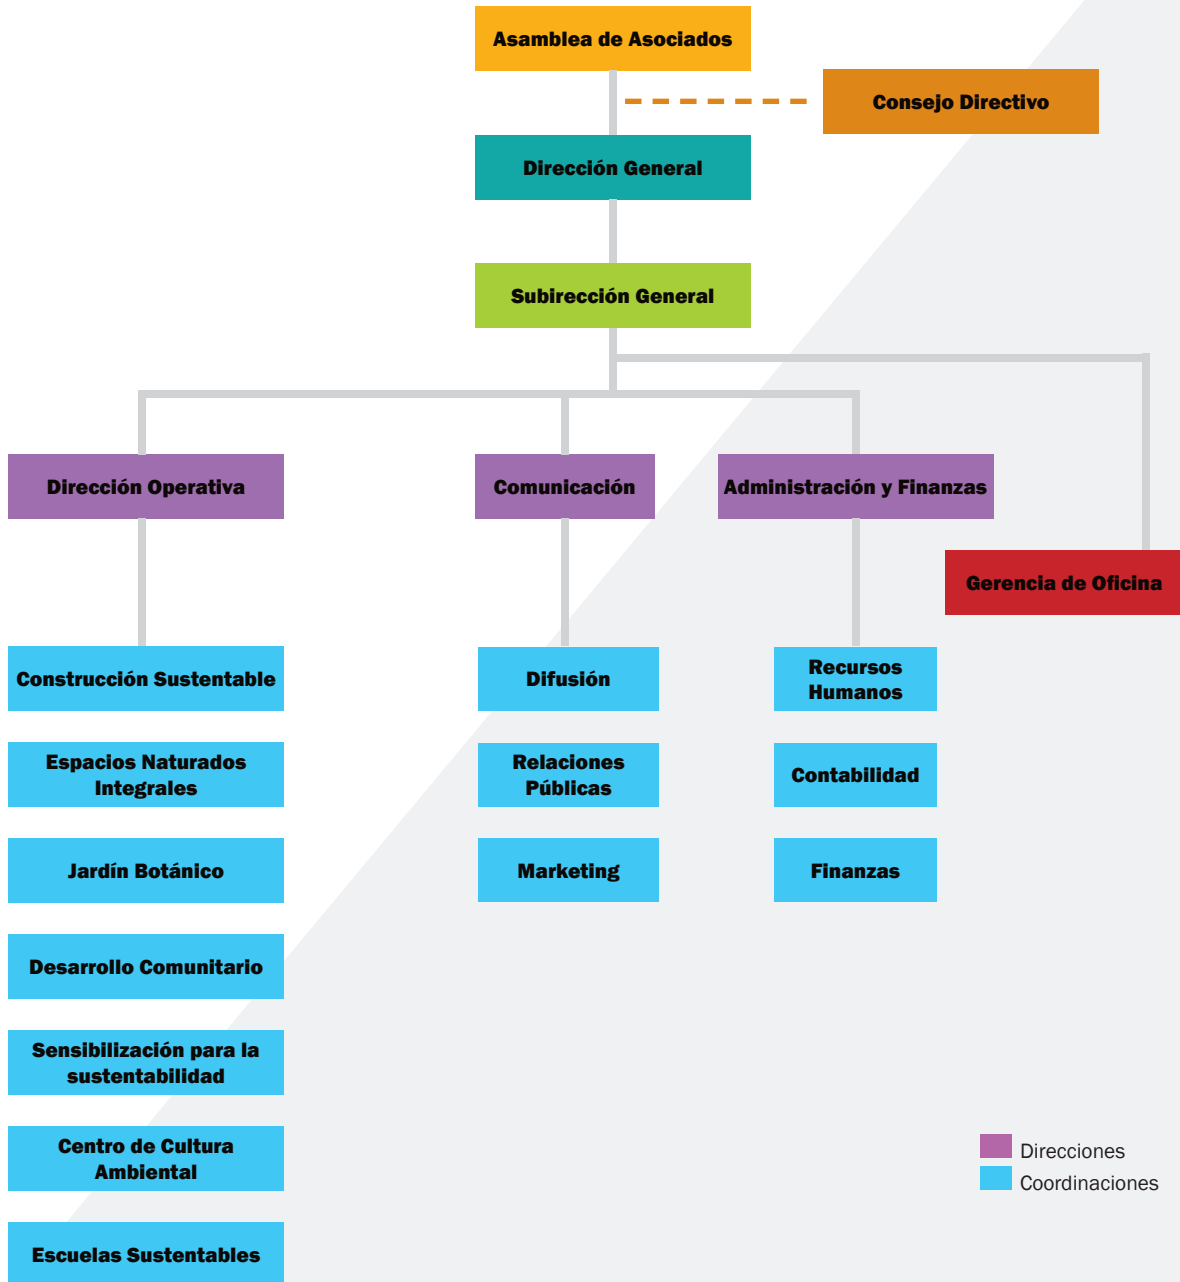 Asamblea de Asociados
Consejo Directivo
Dirección General
Subirección General
Dirección Operativa
Comunicación
Administración y Finanzas
Gerencia de Oficina
Construcción Sustentable
Espacios Naturados
Integrales
Jardín Botánico
Desarrollo Comunitario
Sensibilización para la
sustentabilidad
Centro de Cultura
Ambiental
Escuelas Sustentables
Difusión
Relaciones
Públicas
Marketing
Recursos
Humanos
Contabilidad
Finanzas
Direcciones
Coordinaciones